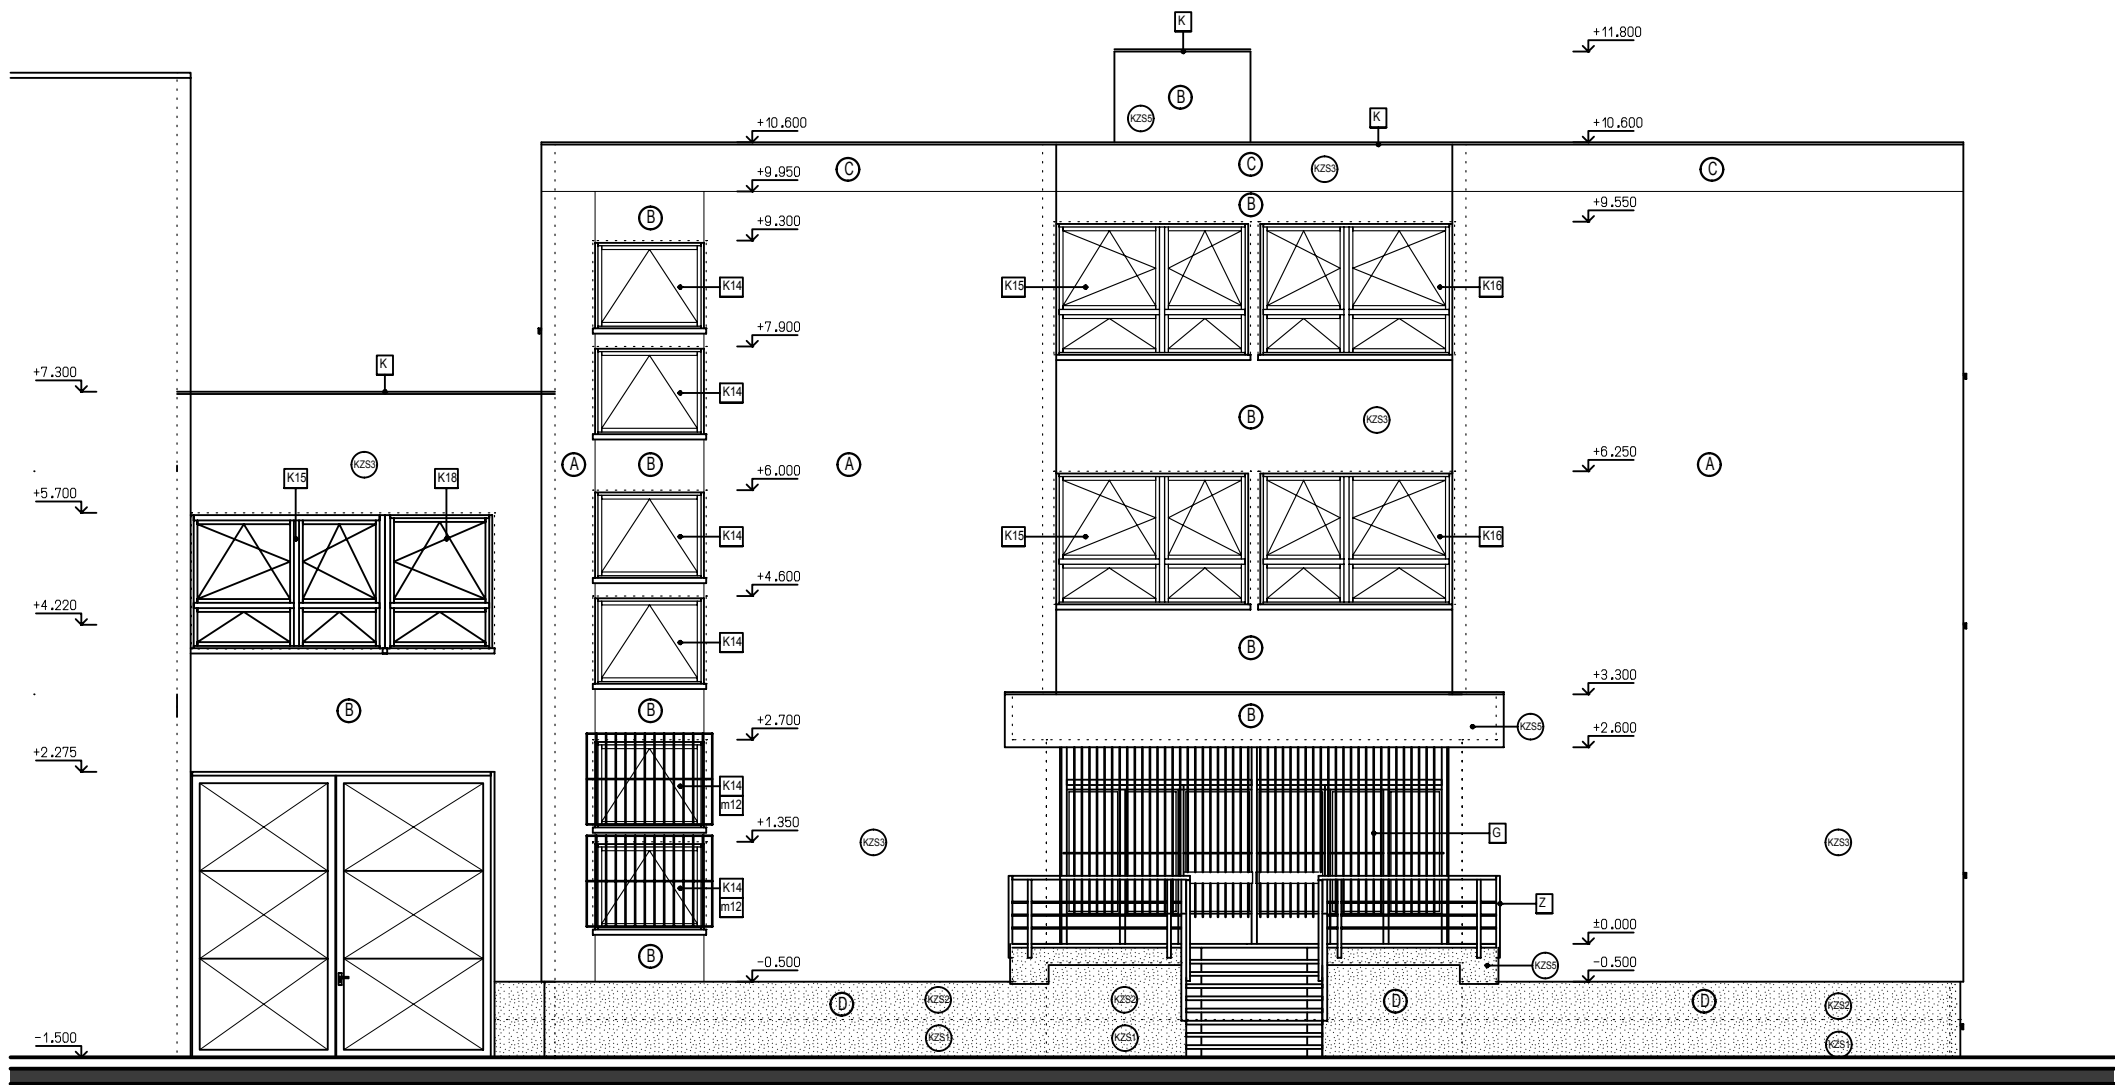 K
+11.800
B
KZS5
K
+10.600
+10.600
C
C
KZS3
C
+9.950
B
B
+9.550
+9.300
K14
K15
K16
+7.900
K
+7.300
K14
B
KZS3
KZS3
A
B
A
A
+6.250
K15
K18
+6.000
+5.700
K14
K15
K16
+4.600
+4.220
K14
B
+3.300
B
B
B
KZS5
+2.700
+2.600
+2.275
K14
m12
+1.350
G
KZS3
KZS3
K14
m12
Z
±0.000
B
-0.500
KZS5
-0.500
D
KZS2
KZS2
D
D
KZS2
-1.500
KZS1
KZS1
KZS1